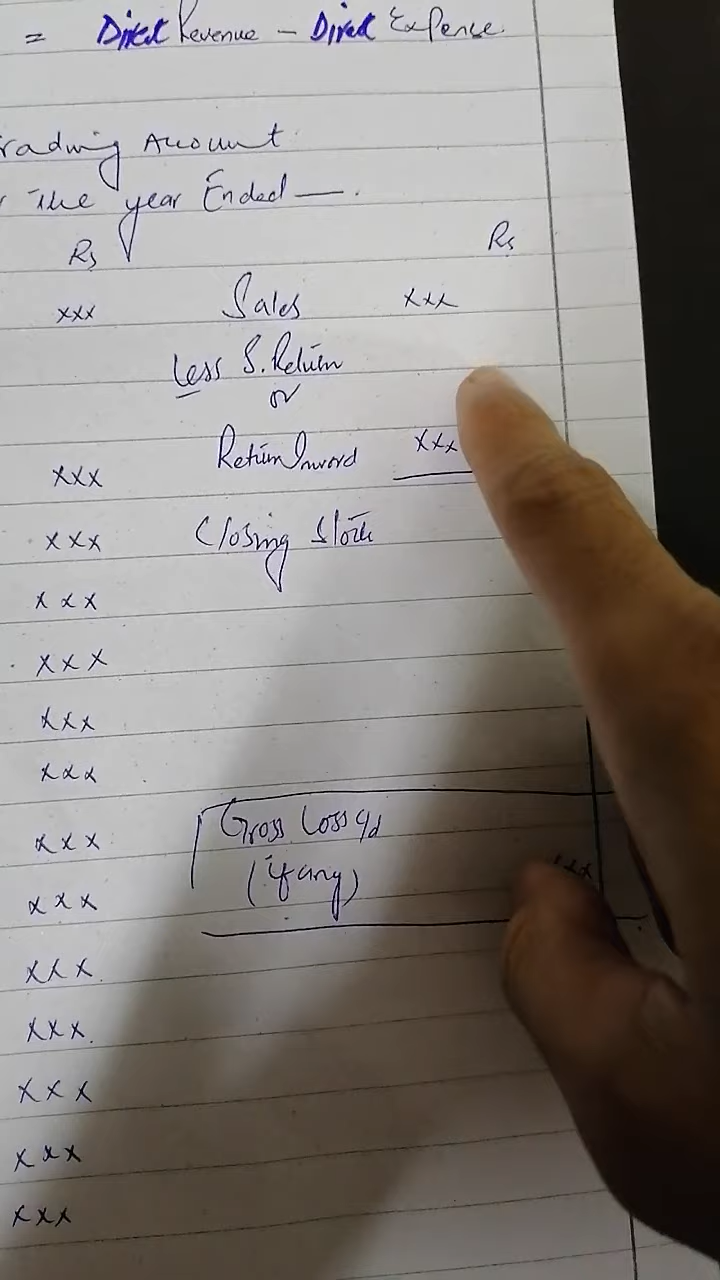 = Direct Revenue – Direct Expense.
Trading Account
The year Ended —.
Rs Rs
xxx Sales xxx
Less S. Return
or
xxx Return Inword xxx
xxx Closing Stock
xxx
xxx
xxx
xxx
Gross Loss c/d
xxx
(if any) xxx
xxx
xxx
xxx
xxx
xxx
xxx